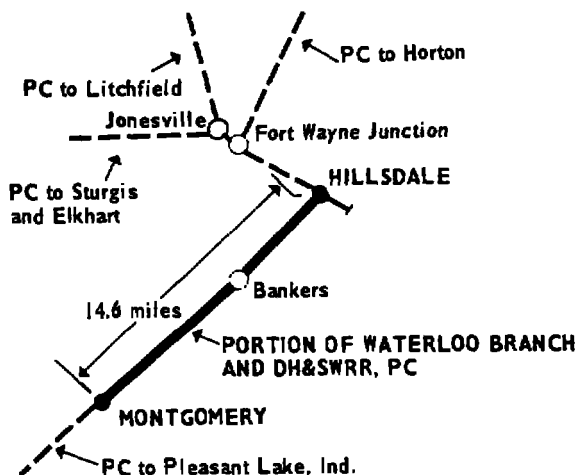 PC to Horton
PC to Litchfield
Jonesville
Fort Wayne Junction
PC to Sturgis
and Elkhart
HILLSDALE
Bankers
14.6 miles
PORTION OF WATERLOO BRANCH
AND DH&SWRR, PC
MONTGOMERY
PC to Pleasant Lake, Ind.